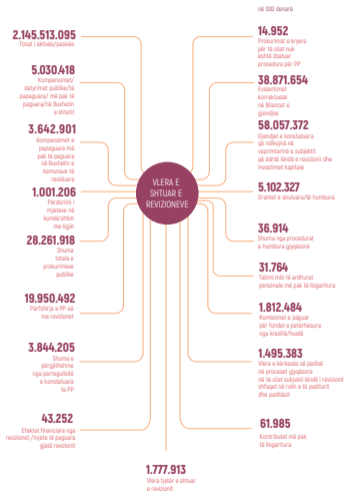 në 000 denarë
2.145.513.095
Totali i aktivës/pasivës
5.030.418
Kompensimet/
detyrimet publike/të
papaguara/ më pak të
paguara/në Buxhetin
e shtetit
3.642.901
Kompensimet e
papaguara më
pak të paguara
në Buxhetin e
komunave të
reviduara
1.001.206
Përdorimi i
mjeteve në
kundërshtim
me ligjin
28.261.918
Shuma
totale e
prokurimeve
publike
19.950.492
Përfshirja e PP-së
me revizionet
3.844.205
Shuma e
përgjithshme
nga parregullsitë
e konstatuara
te PP
43.252
Efektet financiare nga
revizionet /mjete të paguara
gjatë revizionit
VLERA E
SHTUAR E
REVIZIONEVE
14.952
Prokurimet e kryera
për të cilat nuk
është zbatuar
procedura për PP
38.871.654
Evidentimet
korrektuese
në Bilancet e
gjendjes
58.057.372
Gjendjet e konstatuara
që ndikojnë në
veprimtarinë e subjektit
që është lëndë e revizionit dhe
investimet kapitale
5.102.327
Grantet e anuluara/të humbura
36.914
Shuma nga procedurat
e humbura gjyqësore
31.764
Tatimi mbi të ardhurat
personale më pak të llogaritura
1.812.484
Komisionet e paguar
për fondet e patërhequra
nga kreditë/huatë
1.495.383
Vlera e kërkesës së padisë
në proceset gjyqësore
në të cilat subjekti lëndë i revizionit
shfaqet në rolin e të paditurit
dhe paditësit
61.985
Kontributet më pak
të llogaritura
1.777.913
Vlera tjetër e shtuar
e revizionit